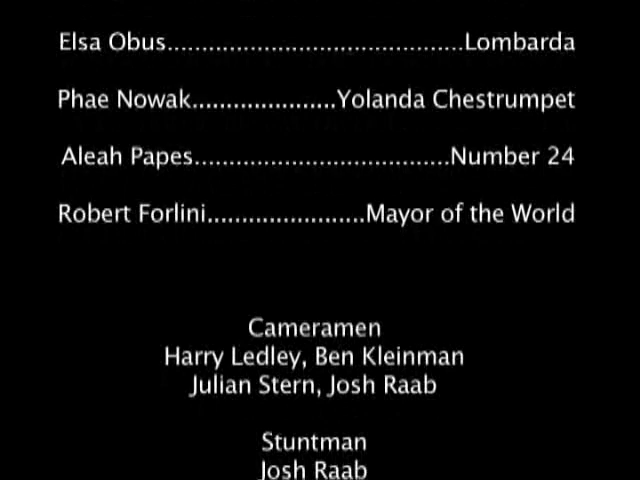 Elsa Obus...........................................Lombarda
Phae Nowak.....................Yolanda Chestrumpet
Aleah Papes.....................................Number 24
Robert Forlini.......................Mayor of the World
Cameramen
Harry Ledley, Ben Kleinman
Julian Stern, Josh Raab
Stuntman
Josh Raab